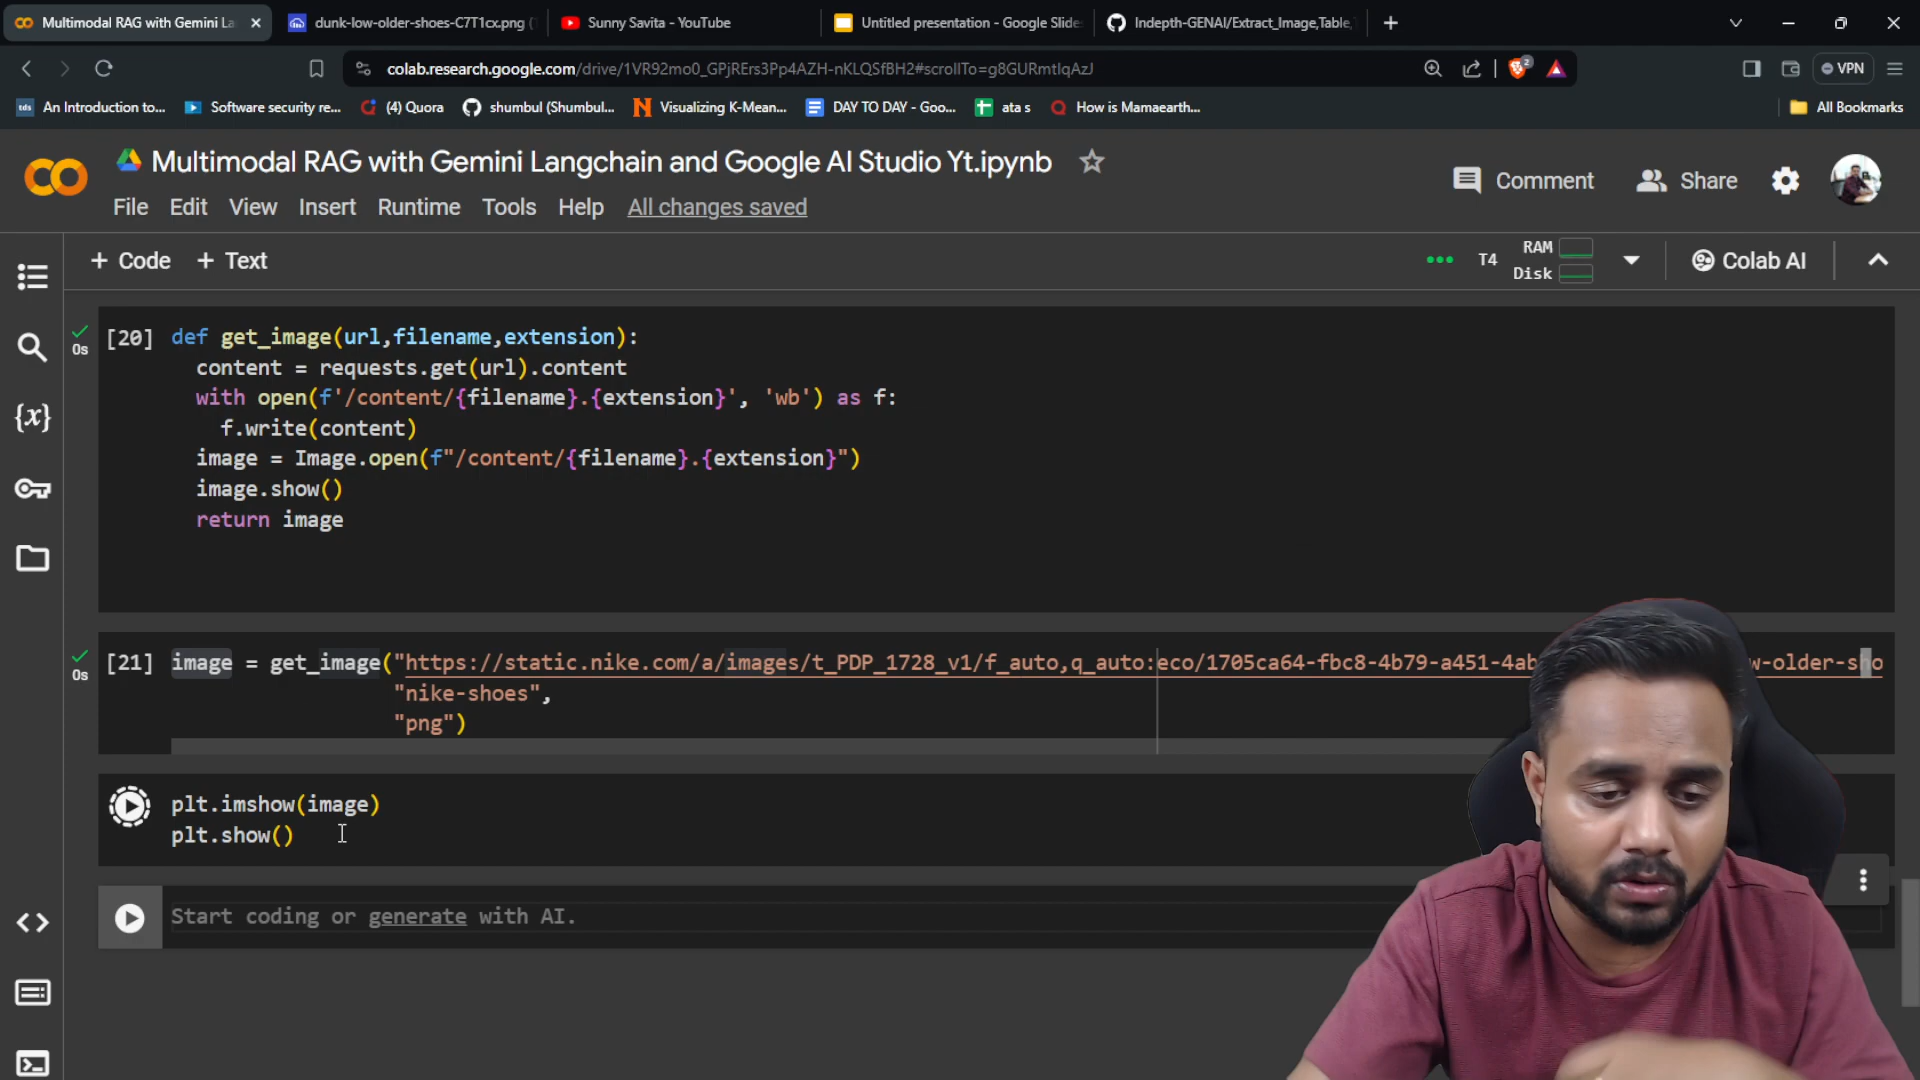 Multimodal RAG with Gemini La
dunk-low-older-shoes-C7T1cx.png (
Sunny Savita - YouTube
Untitled presentation - Google Slide
Indepth-GENAI/Extract_Image,Table,
colab.research.google.com/drive/1VR92mo0_GPjRErs3Pp4AZH-nKLQSfBH2#scrollTo=g8GURmtIqAzJ
2
VPN
tds An Introduction to...
Software security re...
(4) Quora
shumbul (Shumbul...
Visualizing K-Mean...
DAY TO DAY - Goo...
ata s
How is Mamaearth...
All Bookmarks
Multimodal RAG with Gemini Langchain and Google AI Studio Yt.ipynb
Comment
Share
File Edit View Insert Runtime Tools Help All changes saved
+ Code + Text
T4
RAM
Disk
Colab AI
{x}
0s
[20] def get_image(url,filename,extension):
content = requests.get(url).content
with open(f'/content/{filename}.{extension}', 'wb') as f:
f.write(content)
image = Image.open(f"/content/{filename}.{extension}")
image.show()
return image
0s
[21] image = get_image("https://static.nike.com/a/images/t_PDP_1728_v1/f_auto,q_auto:eco/1705ca64-fbc8-4b79-a451-4ab w-older-sho
"nike-shoes",
"png")
plt.imshow(image)
plt.show()
Start coding or generate with AI.